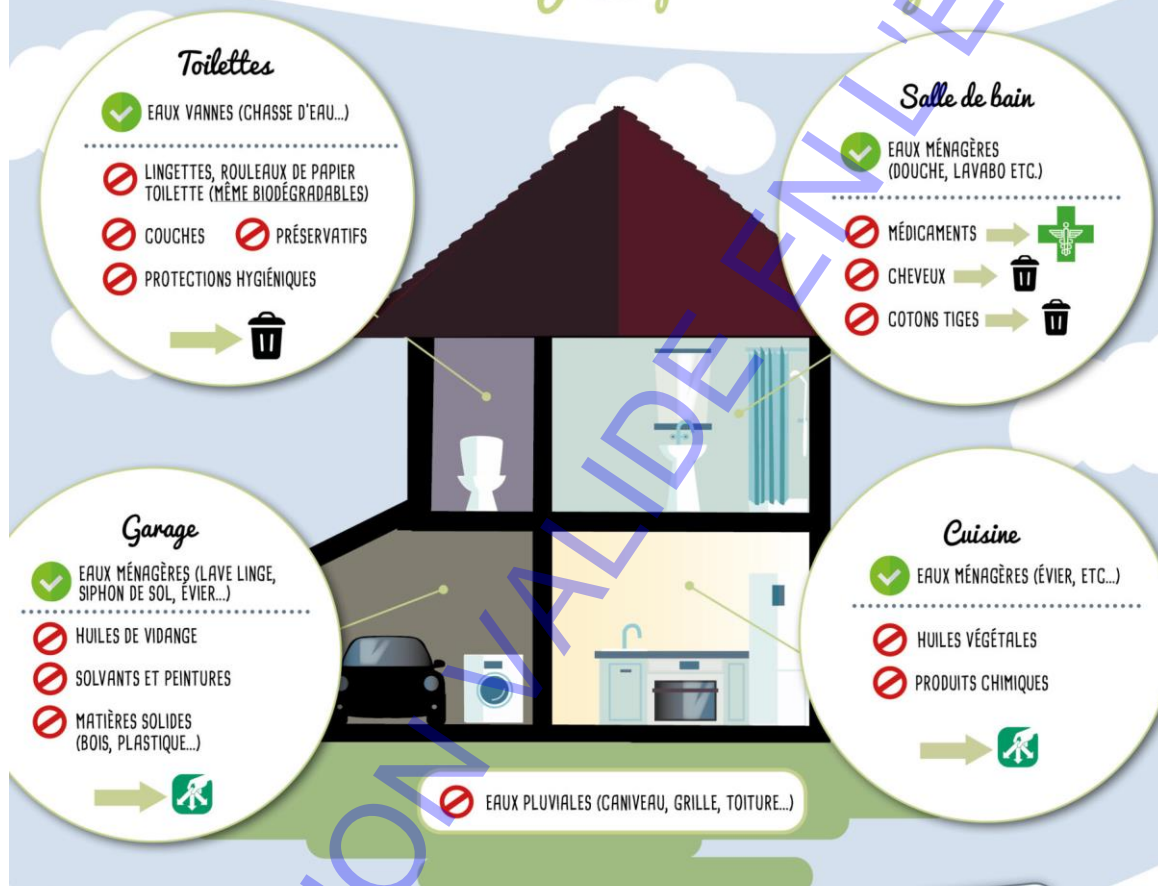 Toilettes
EAUX VANNES (CHASSE D'EAU...)
LINGETTES, ROULEAUX DE PAPIER
TOILETTE (MÊME BIODÉGRADABLES)
COUCHES
PRÉSERVATIFS
PROTECTIONS HYGIÉNIQUES
Salle de bain
EAUX MÉNAGÈRES
(DOUCHE, LAVABO ETC.)
MÉDICAMENTS
CHEVEUX
COTONS TIGES
Garage
EAUX MÉNAGÈRES (LAVE LINGE,
SIPHON DE SOL, ÉVIER...)
HUILES DE VIDANGE
SOLVANTS ET PEINTURES
MATIÈRES SOLIDES
(BOIS, PLASTIQUE...)
Cuisine
EAUX MÉNAGÈRES (ÉVIER, ETC...)
HUILES VÉGÉTALES
PRODUITS CHIMIQUES
EAUX PLUVIALES (CANIVEAU, GRILLE, TOITURE...)
NON VALIDE EN L'É